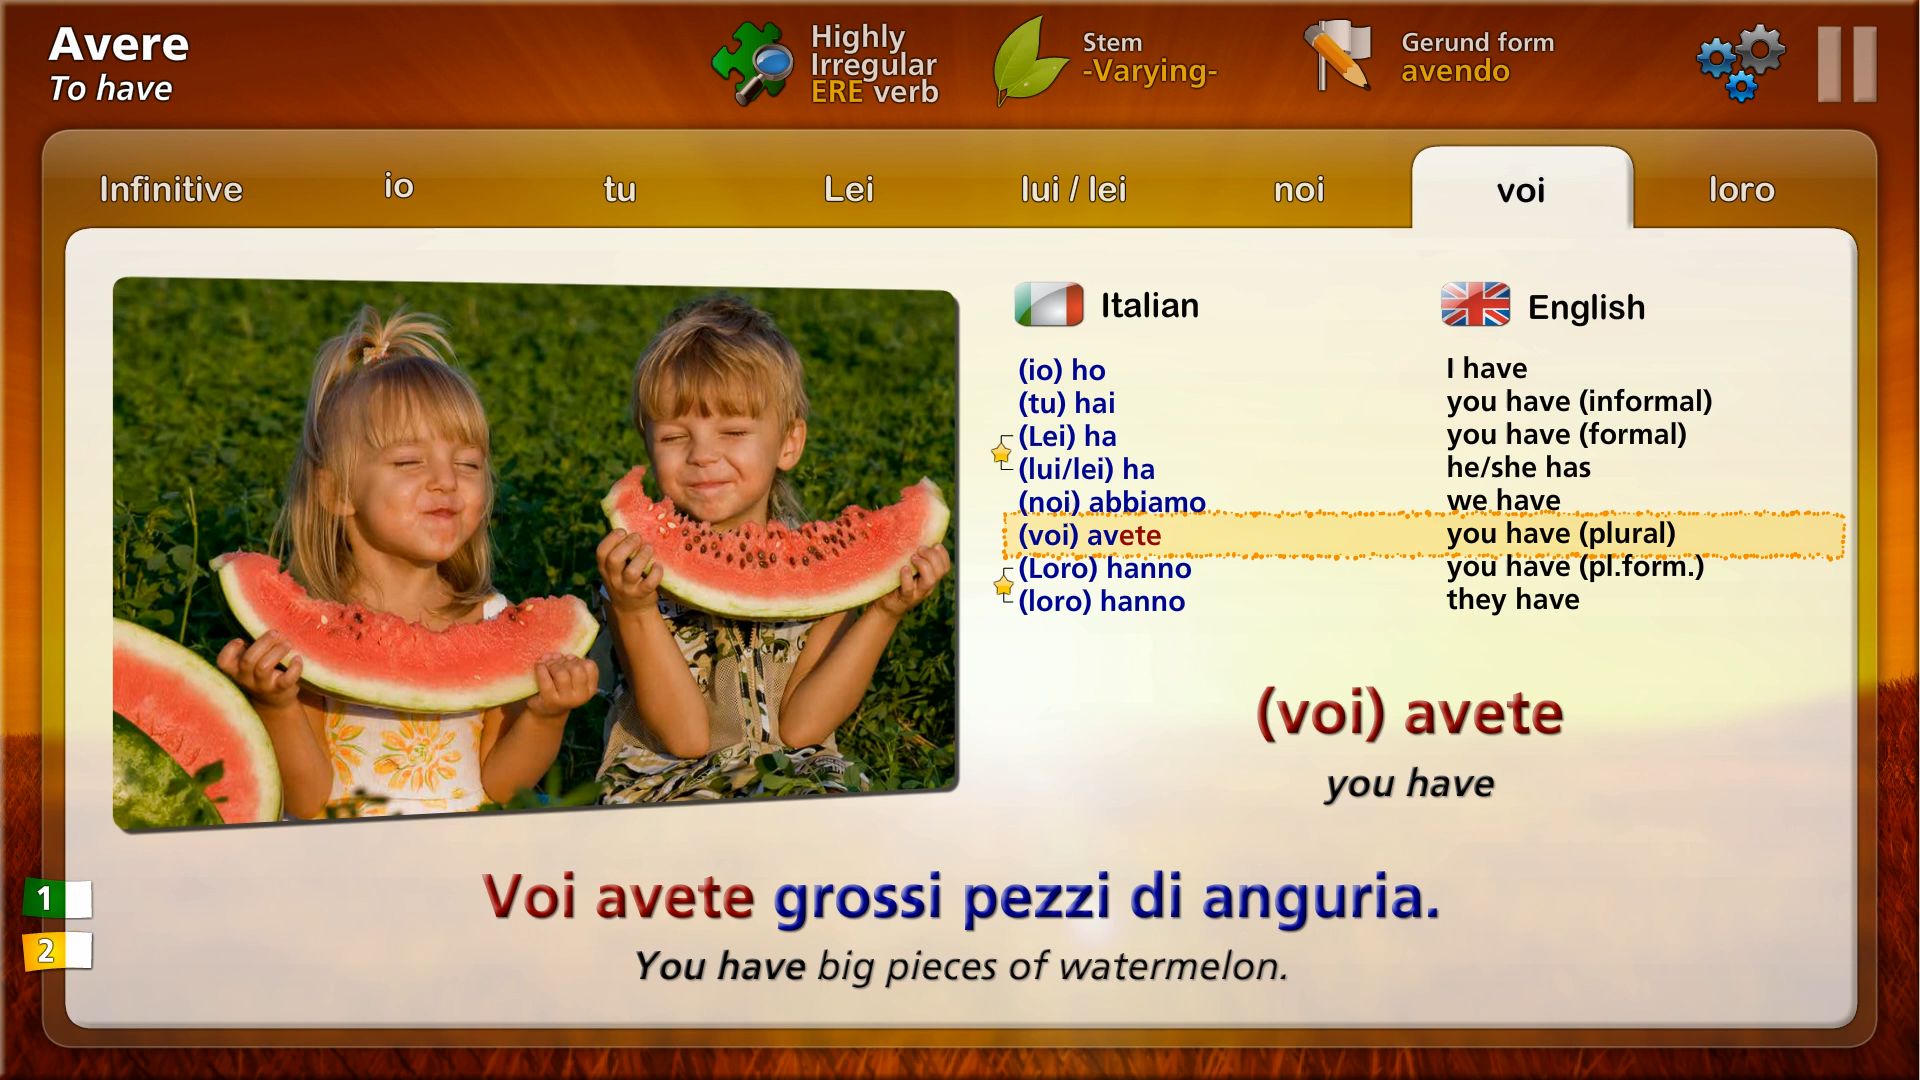 Avere
To have
Highly
Irregular
ERE verb
Stem
-Varying-
Gerund form
avendo
Infinitive
io
tu
Lei
lui / lei
noi
voi
loro
Italian
English
(io) ho
I have
(tu) hai
you have (informal)
(Lei) ha
you have (formal)
(lui/lei) ha
he/she has
(noi) abbiamo
we have
(voi) avete
you have (plural)
(Loro) hanno
you have (pl.form.)
(loro) hanno
they have
(voi) avete
you have
1
Voi avete grossi pezzi di anguria.
2
You have big pieces of watermelon.